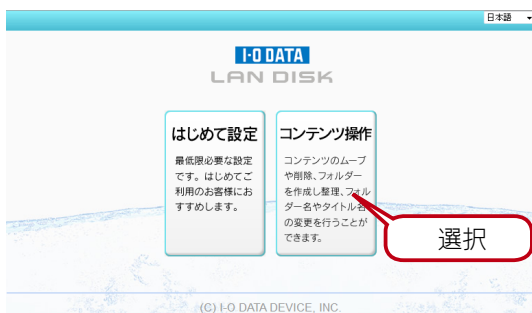 日本語
I-O DATA
LAN DISK
はじめて設定
コンテンツ操作
最低限必要な設定
です。はじめてご
利用のお客様にお
すすめします。
コンテンツのムーブ
や削除、フォルダー
を作成し整理、フォル
ダー名やタイトル名
の変更を行うことが
できます。
選択
(C) I-O DATA DEVICE, INC.